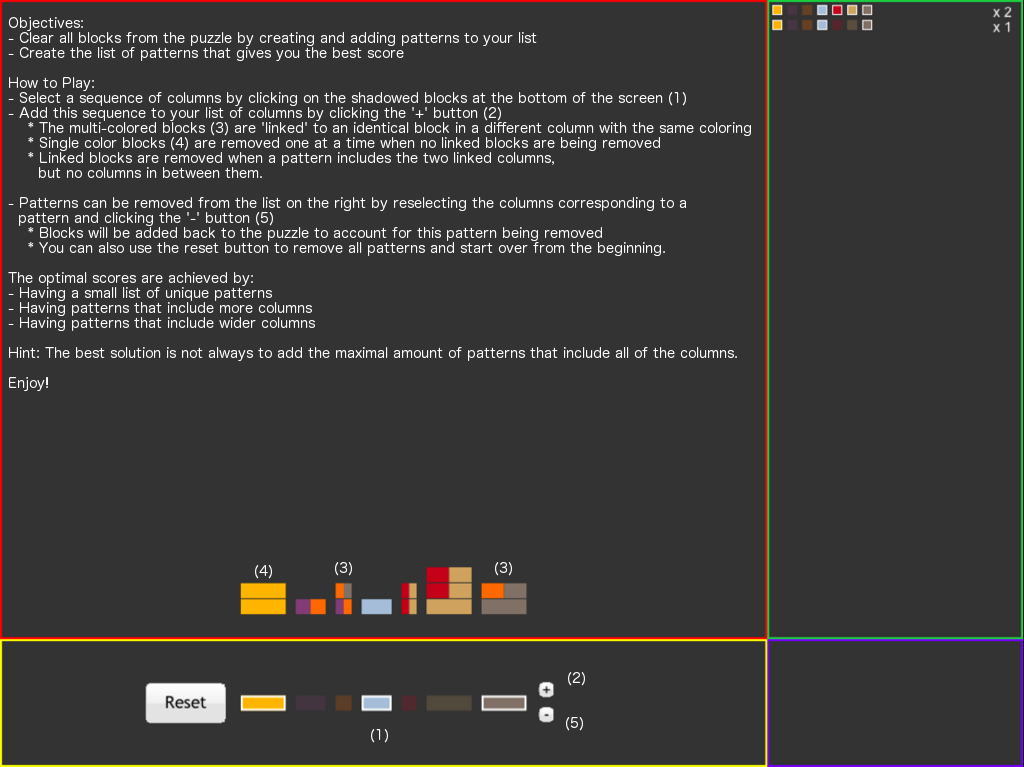 Objectives:
- Clear all blocks from the puzzle by creating and adding patterns to your list
- Create the list of patterns that gives you the best score
How to Play:
- Select a sequence of columns by clicking on the shadowed blocks at the bottom of the screen (1)
- Add this sequence to your list of columns by clicking the '+' button (2)
* The multi-colored blocks (3) are 'linked' to an identical block in a different column with the same coloring
* Single color blocks (4) are removed one at a time when no linked blocks are being removed
* Linked blocks are removed when a pattern includes the two linked columns,
but no columns in between them.
- Patterns can be removed from the list on the right by reselecting the columns corresponding to a
pattern and clicking the '-' button (5)
* Blocks will be added back to the puzzle to account for this pattern being removed
* You can also use the reset button to remove all patterns and start over from the beginning.
The optimal scores are achieved by:
- Having a small list of unique patterns
- Having patterns that include more columns
- Having patterns that include wider columns
Hint: The best solution is not always to add the maximal amount of patterns that include all of the columns.
Enjoy!
x 2
x 1
(4)
(3)
(3)
Reset
+
(2)
-
(5)
(1)